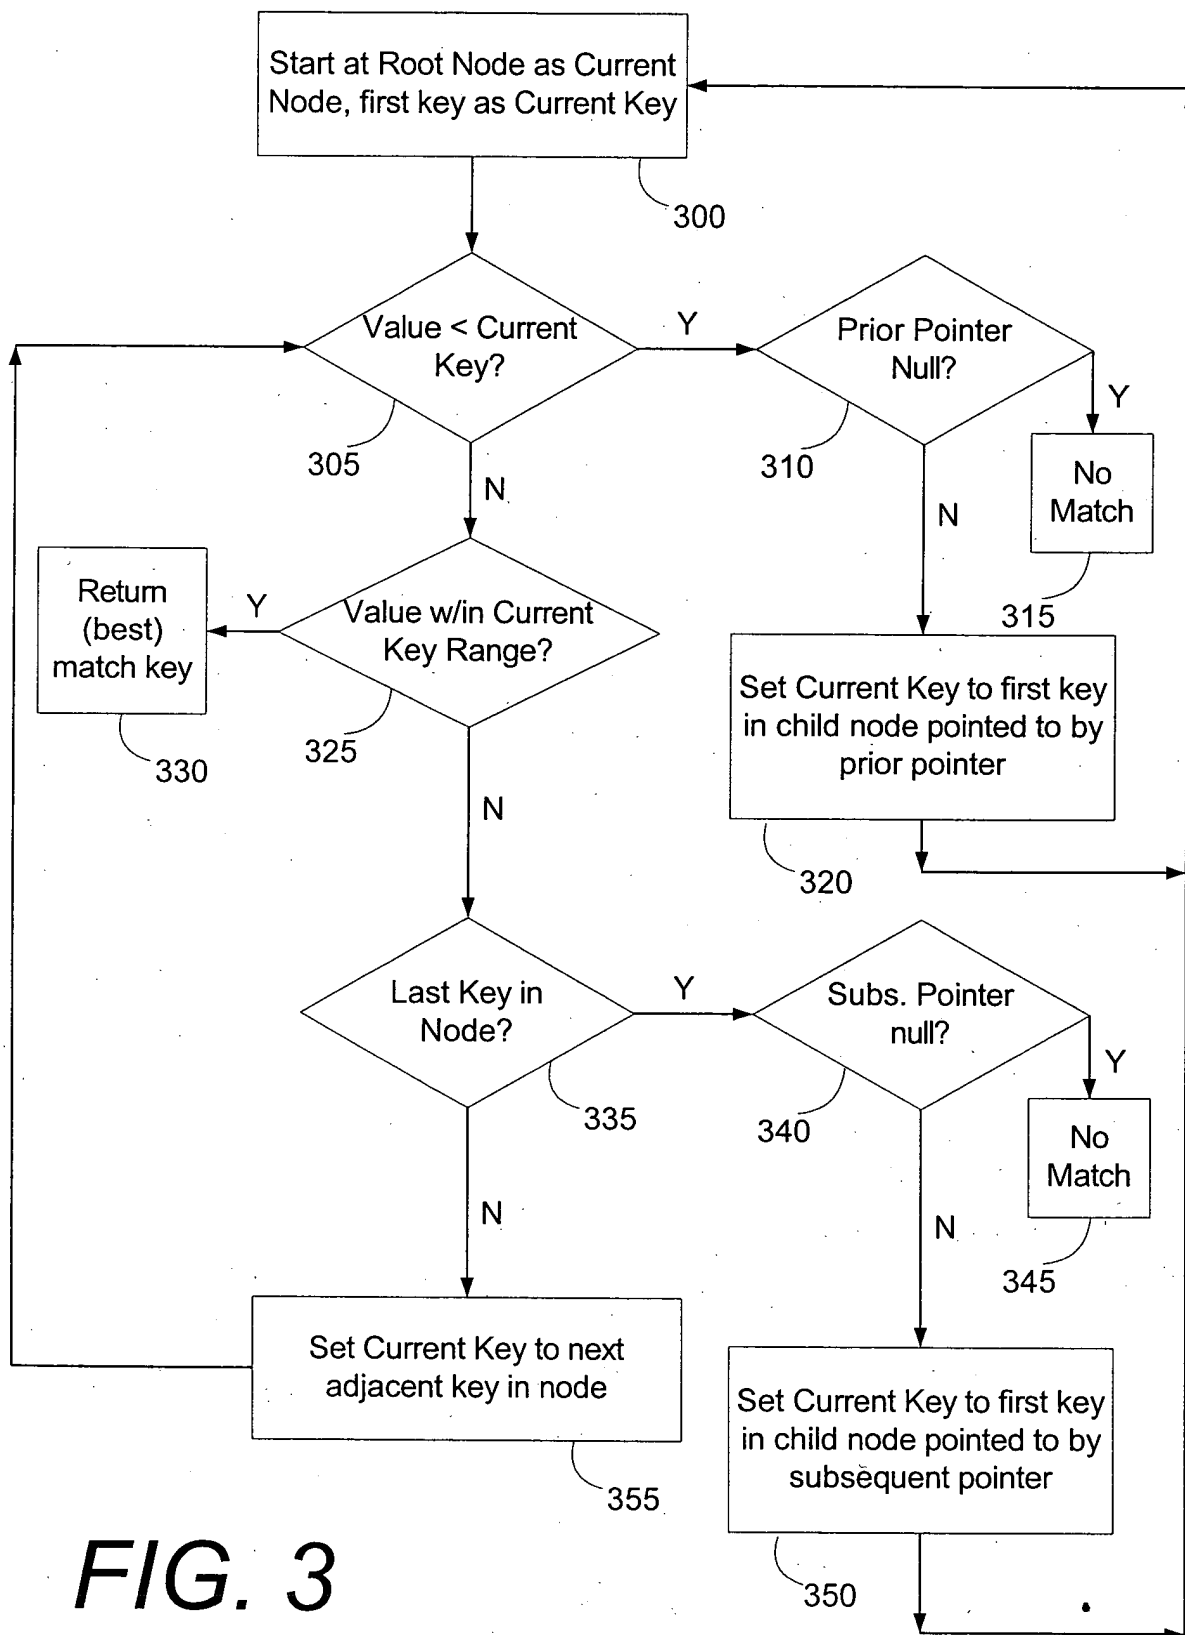 Start at Root Node as Current
Node, first key as Current Key
300
Value < Current
Key?
305
Y
Prior Pointer
Null?
310
Y
No
Match
315
N
N
Return
(best)
match key
330
Y
Value w/in Current
Key Range?
325
Set Current Key to first key
in child node pointed to by
prior pointer
320
N
Last Key in
Node?
335
Y
Subs. Pointer
null?
340
Y
No
Match
345
N
N
Set Current Key to next
adjacent key in node
355
Set Current Key to first key
in child node pointed to by
subsequent pointer
350
FIG. 3